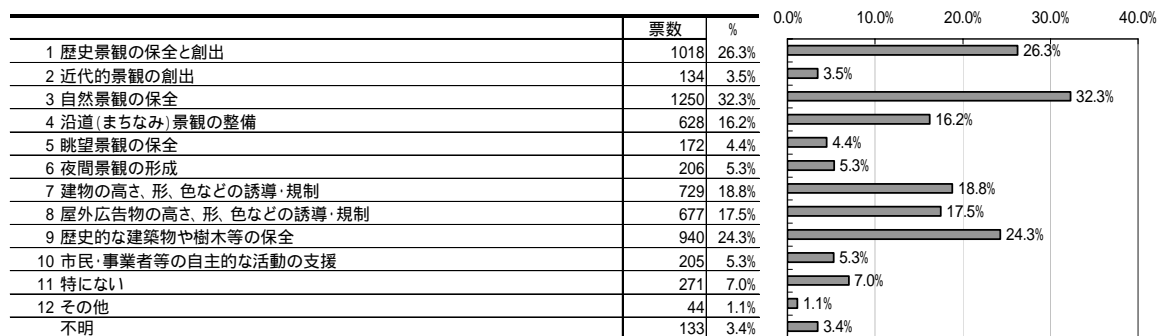 票数 % 0.0% 10.0% 20.0% 30.0% 40.0%
1 歴史景観の保全と創出 1018 26.3% 26.3%
2 近代的景観の創出 134 3.5% 3.5%
3 自然景観の保全 1250 32.3% 32.3%
4 沿道(まちなみ)景観の整備 628 16.2% 16.2%
5 眺望景観の保全 172 4.4% 4.4%
6 夜間景観の形成 206 5.3% 5.3%
7 建物の高さ、形、色などの誘導・規制 729 18.8% 18.8%
8 屋外広告物の高さ、形、色などの誘導・規制 677 17.5% 17.5%
9 歴史的な建築物や樹木等の保全 940 24.3% 24.3%
10 市民・事業者等の自主的な活動の支援 205 5.3% 5.3%
11 特にない 271 7.0% 7.0%
12 その他 44 1.1% 1.1%
不明 133 3.4% 3.4%